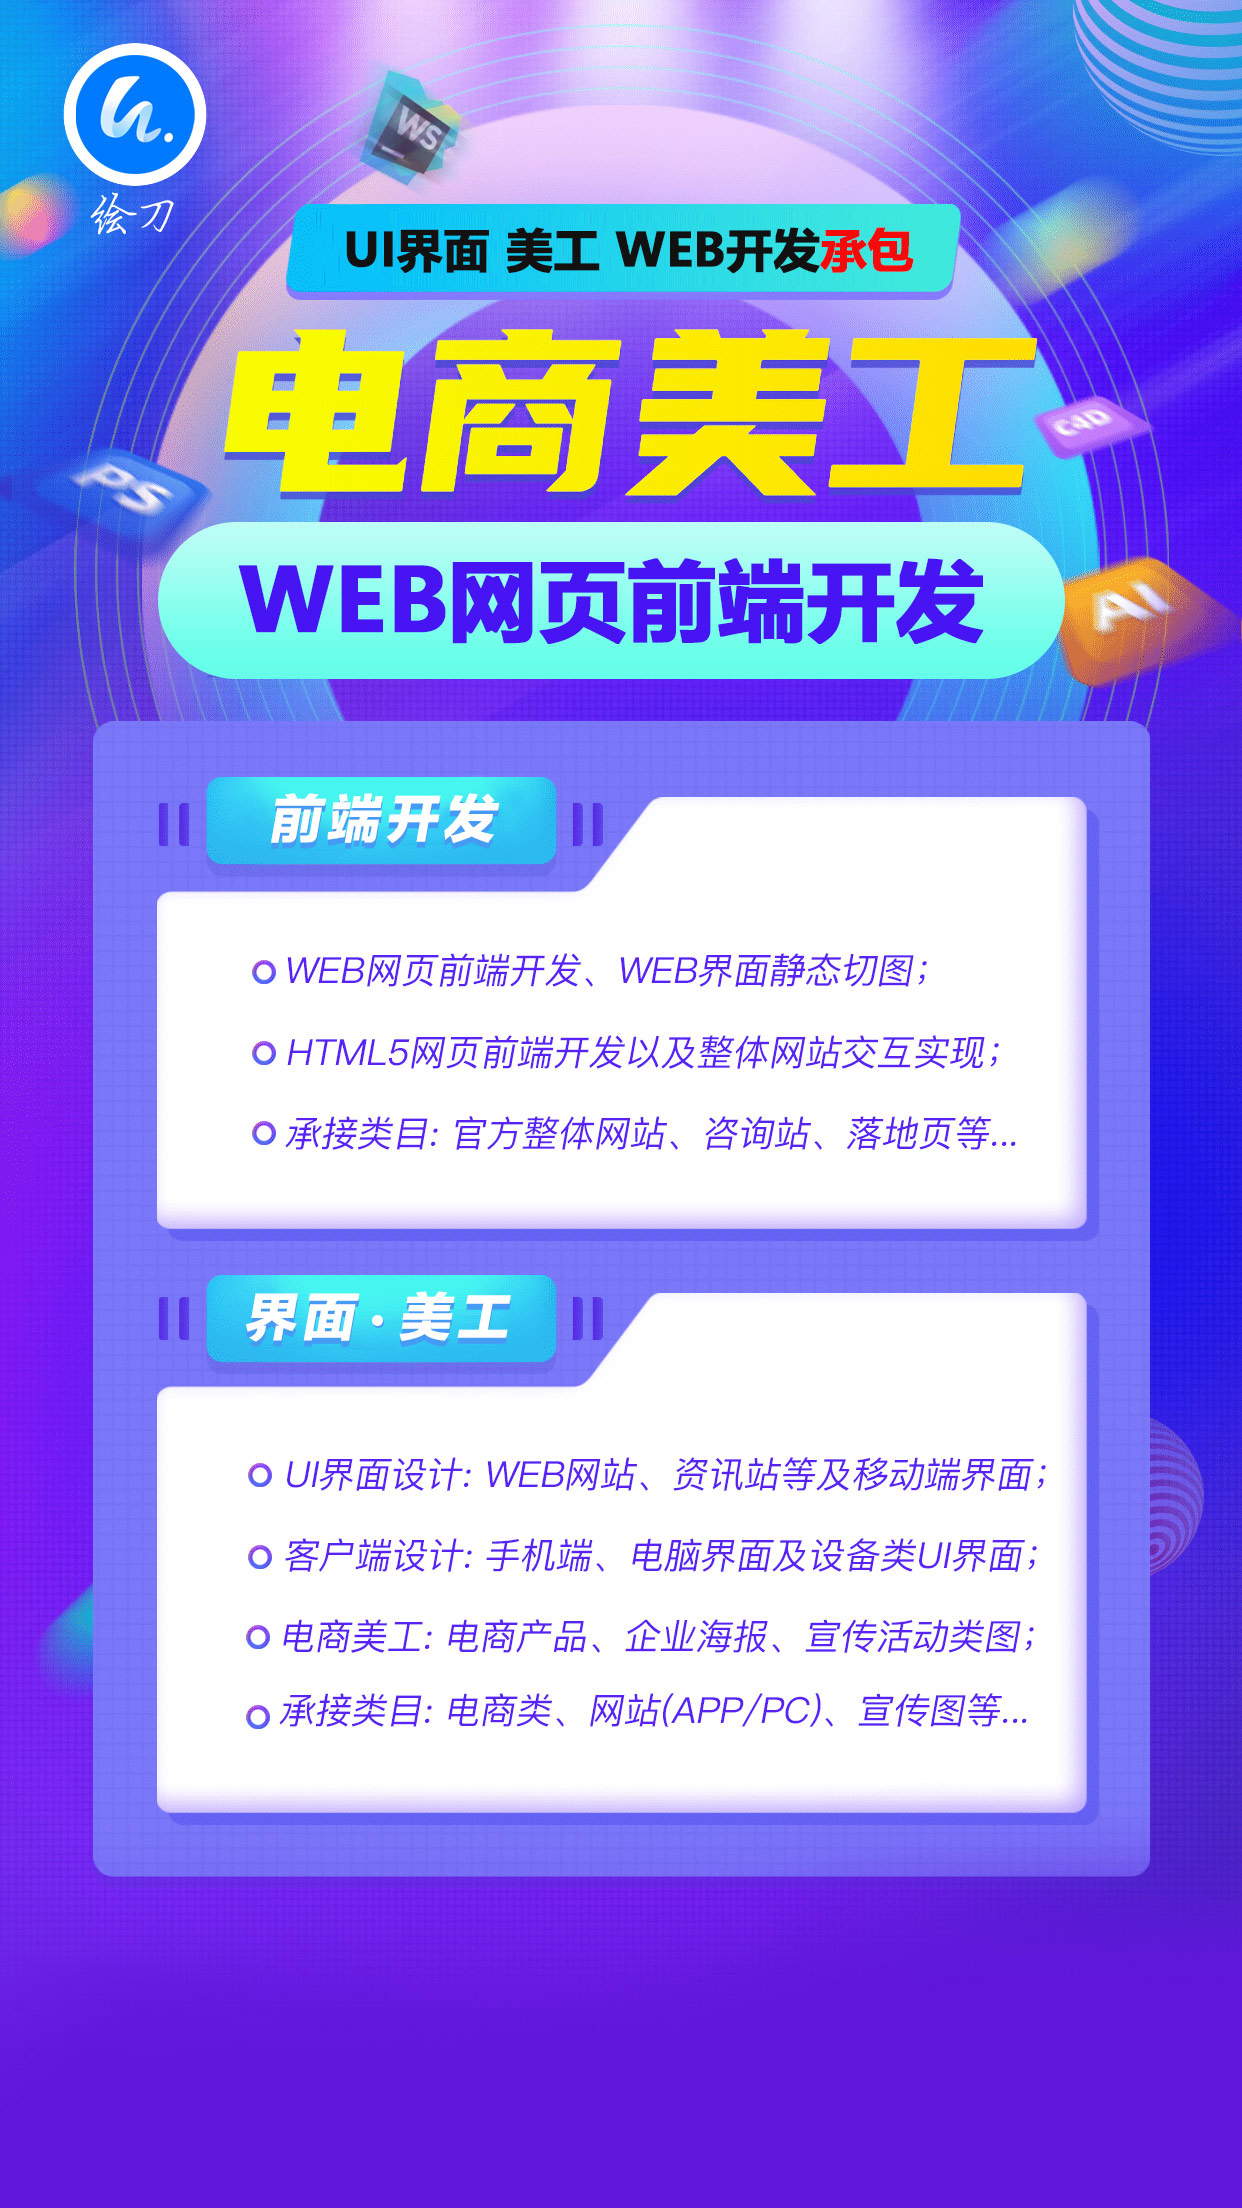 绘刀
WS
UI界面 美工 WEB开发承包
电商美工
C4D
PS
WEB网页前端开发
AI
前端开发
WEB网页前端开发、WEB界面静态切图；
HTML5网页前端开发以及整体网站交互实现；
承接类目: 官方整体网站、咨询站、落地页等...
界面·美工
UI界面设计: WEB网站、资讯站等及移动端界面；
客户端设计: 手机端、电脑界面及设备类UI界面；
电商美工: 电商产品、企业海报、宣传活动类图；
承接类目: 电商类、网站(APP/PC)、宣传图等...